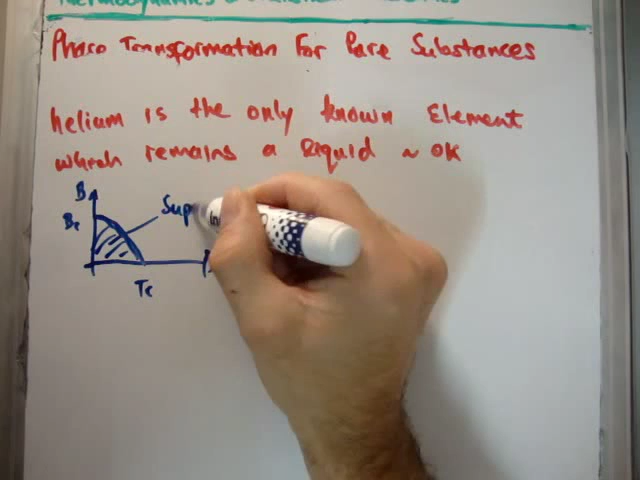 Phase Transformation For Pure Substances
helium is the only known Element
which remains a liquid ~ 0K
B
Bc
Sup
Tc